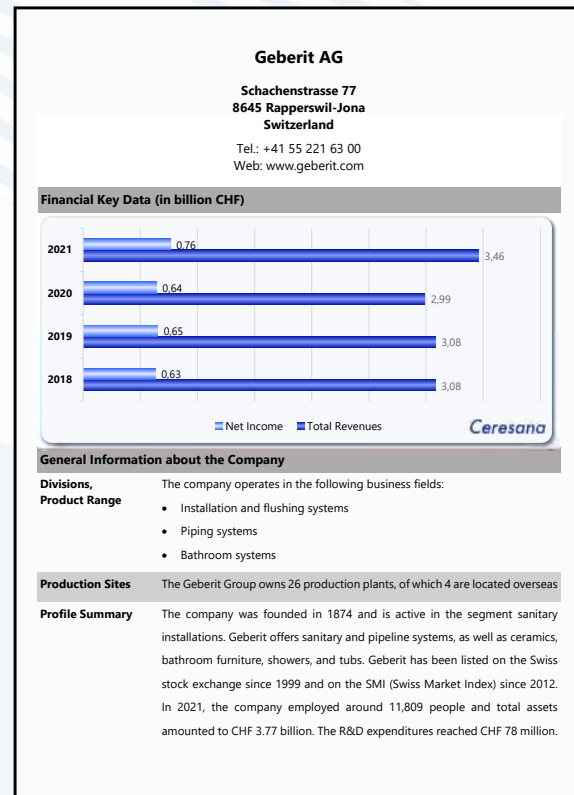 Geberit AG
Schachenstrasse 77
8645 Rapperswil-Jona
Switzerland
Tel.: +41 55 221 63 00
Web: www.geberit.com
Financial Key Data (in billion CHF)
2021
0,76
3,46
2020
0,64
2,99
2019
0,65
3,08
2018
0,63
3,08
Net Income Total Revenues
Ceresana
General Information about the Company
Divisions, Product Range
The company operates in the following business fields:
• Installation and flushing systems
• Piping systems
• Bathroom systems
Production Sites The Geberit Group owns 26 production plants, of which 4 are located overseas
Profile Summary The company was founded in 1874 and is active in the segment sanitary
installations. Geberit offers sanitary and pipeline systems, as well as ceramics,
bathroom furniture, showers, and tubs. Geberit has been listed on the Swiss
stock exchange since 1999 and on the SMI (Swiss Market Index) since 2012.
In 2021, the company employed around 11,809 people and total assets
amounted to CHF 3.77 billion. The R&D expenditures reached CHF 78 million.